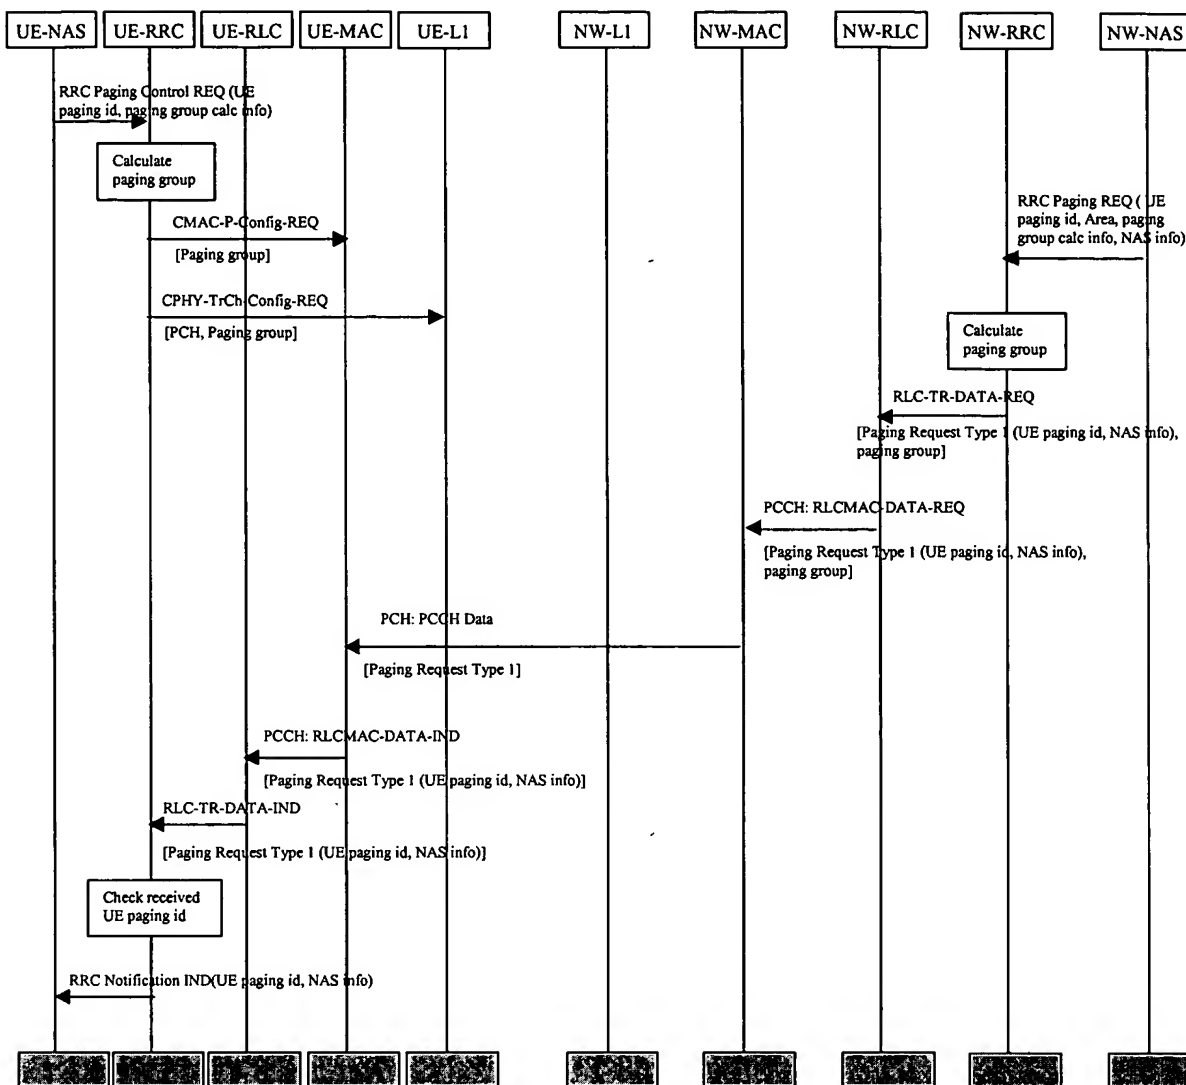 UE-NAS UE-RRC UE-RLC UE-MAC UE-L1 NW-L1 NW-MAC NW-RLC NW-RRC NW-NAS
RRC Paging Control REQ (UE
paging id, paging group calc info)
Calculate
paging group
RRC Paging REQ ( UE
paging id, Area, paging
group calc info, NAS info)
CMAC-P-Config-REQ
[Paging group]
CPHY-TrCh-Config-REQ
[PCH, Paging group]
Calculate
paging group
RLC-TR-DATA-REQ
[Paging Request Type 1 (UE paging id, NAS info),
paging group]
PCCH: RLCMAC-DATA-REQ
[Paging Request Type 1 (UE paging id, NAS info),
paging group]
PCH: PCCH Data
[Paging Request Type 1]
PCCH: RLCMAC-DATA-IND
[Paging Request Type 1 (UE paging id, NAS info)]
RLC-TR-DATA-IND
[Paging Request Type 1 (UE paging id, NAS info)]
Check received
UE paging id
RRC Notification IND(UE paging id, NAS info)